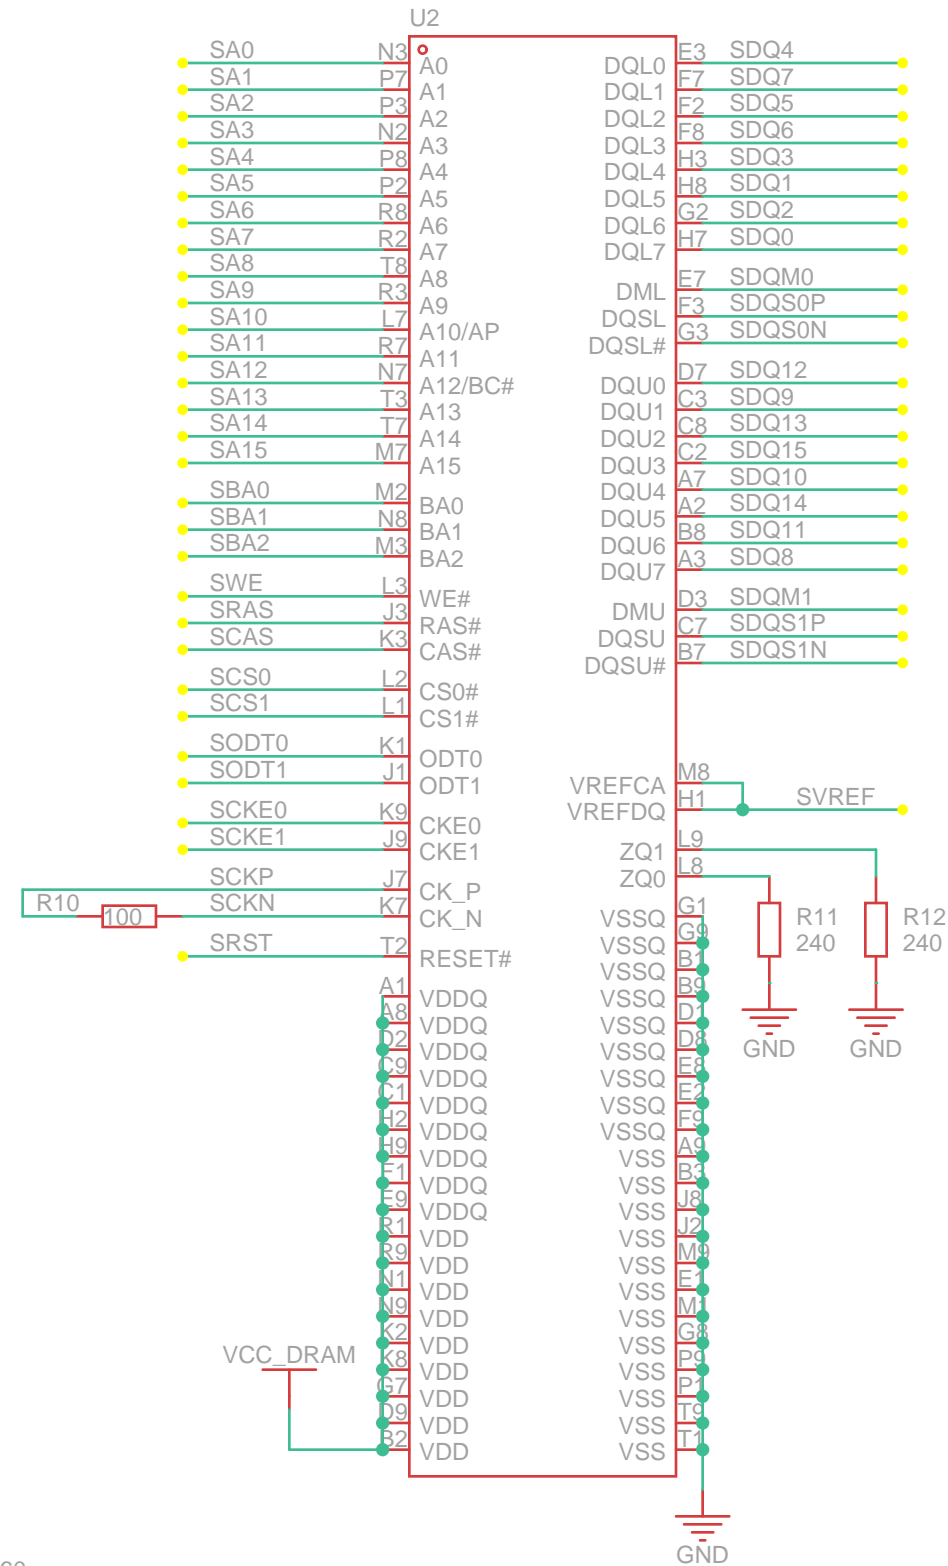 U2
SA0 N3 A0 DQL0 E3 SDQ4
SA1 P7 A1 DQL1 F7 SDQ7
SA2 P3 A2 DQL2 F2 SDQ5
SA3 N2 A3 DQL3 F8 SDQ6
SA4 P8 A4 DQL4 H3 SDQ3
SA5 P2 A5 DQL5 H8 SDQ1
SA6 R8 A6 DQL6 G2 SDQ2
SA7 R2 A7 DQL7 H7 SDQ0
SA8 T8 A8 DML E7 SDQM0
SA9 R3 A9 DQSL F3 SDQS0P
SA10 L7 A10/AP DQSL# G3 SDQS0N
SA11 R7 A11
SA12 N7 A12/BC# DQU0 D7 SDQ12
SA13 T3 A13 DQU1 C3 SDQ9
SA14 T7 A14 DQU2 C8 SDQ13
SA15 M7 A15 DQU3 C2 SDQ15
SBA0 M2 BA0 DQU4 A7 SDQ10
SBA1 N8 BA1 DQU5 A2 SDQ14
SBA2 M3 BA2 DQU6 B8 SDQ11
DQU7 A3 SDQ8
SWE L3 WE# DMU D3 SDQM1
SRAS J3 RAS# DQSU C7 SDQS1P
SCAS K3 CAS# DQSU# B7 SDQS1N
SCS0 L2 CS0#
SCS1 L1 CS1#
SODT0 K1 ODT0
SODT1 J1 ODT1 VREFCA M8
SCKE0 K9 CKE0 VREFDQ H1 SVREF
SCKE1 J9 CKE1 ZQ1 L9
SCKP J7 CK_P ZQ0 L8
R10 100 SCKN K7 CK_N VSSQ G1 R11 R12
VSSQ G9 240 240
SRST T2 RESET# VSSQ B1
A1 VDDQ VSSQ B9
A8 VDDQ VSSQ D1
D2 VDDQ VSSQ D8 GND GND
C9 VDDQ VSSQ E8
C1 VDDQ VSSQ E2
H2 VDDQ VSSQ F9
H9 VDDQ VSS A9
F1 VDDQ VSS B3
E9 VDDQ VSS J8
R1 VDD VSS J2
R9 VDD VSS M9
N1 VDD VSS E1
N9 VDD VSS M1
K2 VDD VSS G8
VCC_DRAM K8 VDD VSS P9
G7 VDD VSS P1
D9 VDD VSS T9
B2 VDD VSS T1
GND